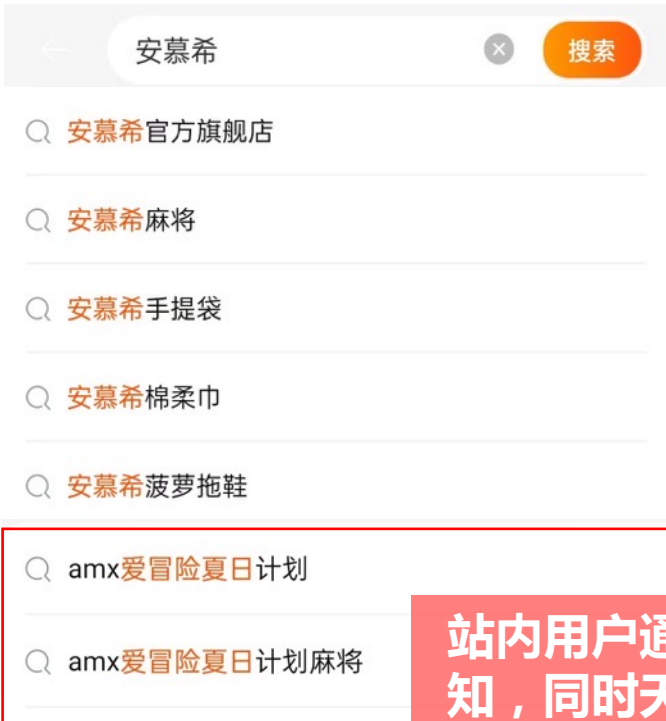 安慕希
搜索
安慕希官方旗舰店
安慕希麻将
安慕希手提袋
安慕希棉柔巾
安慕希菠萝拖鞋
amx爱冒险夏日计划
amx爱冒险夏日计划麻将
站内用户通
知，同时天